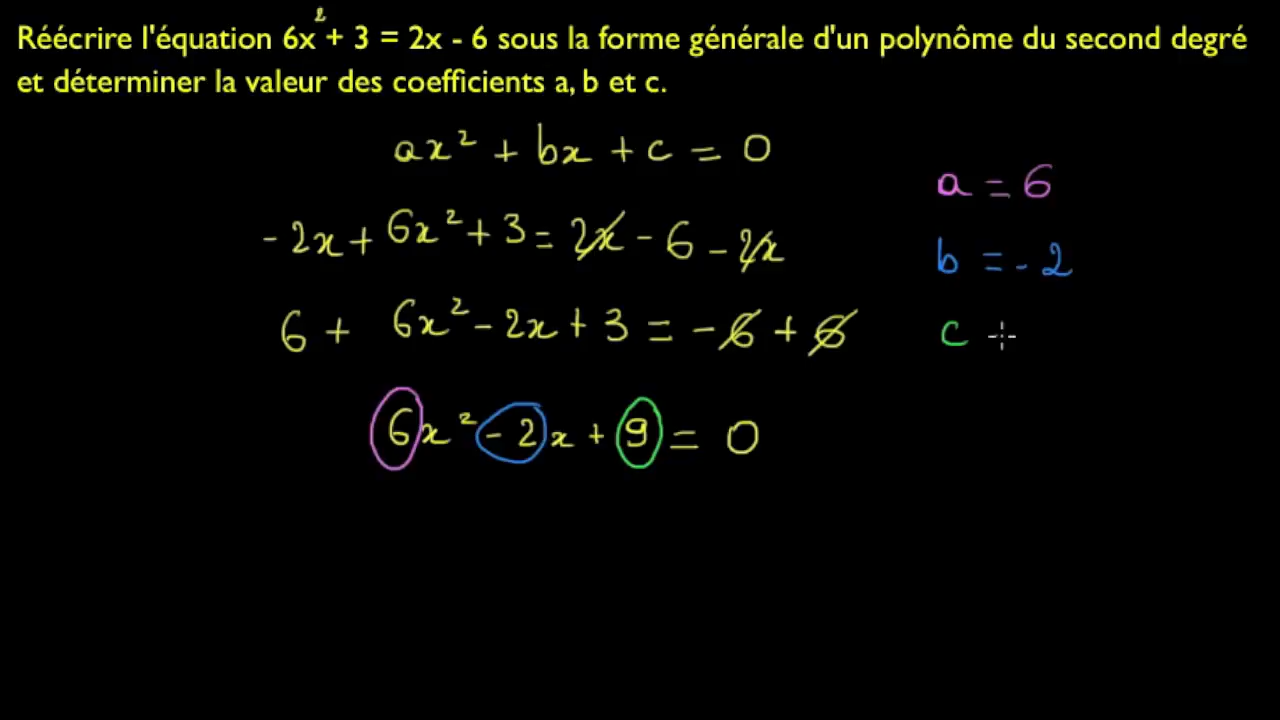 Réécrire l'équation 6x² + 3 = 2x - 6 sous la forme générale d'un polynôme du second degré
et déterminer la valeur des coefficients a, b et c.
ax² + bx + c = 0
a = 6
- 2x + 6x² + 3 = 2x - 6 - 2x
b = - 2
6 + 6x² - 2x + 3 = - 6 + 6
c
6x² - 2x + 9 = 0